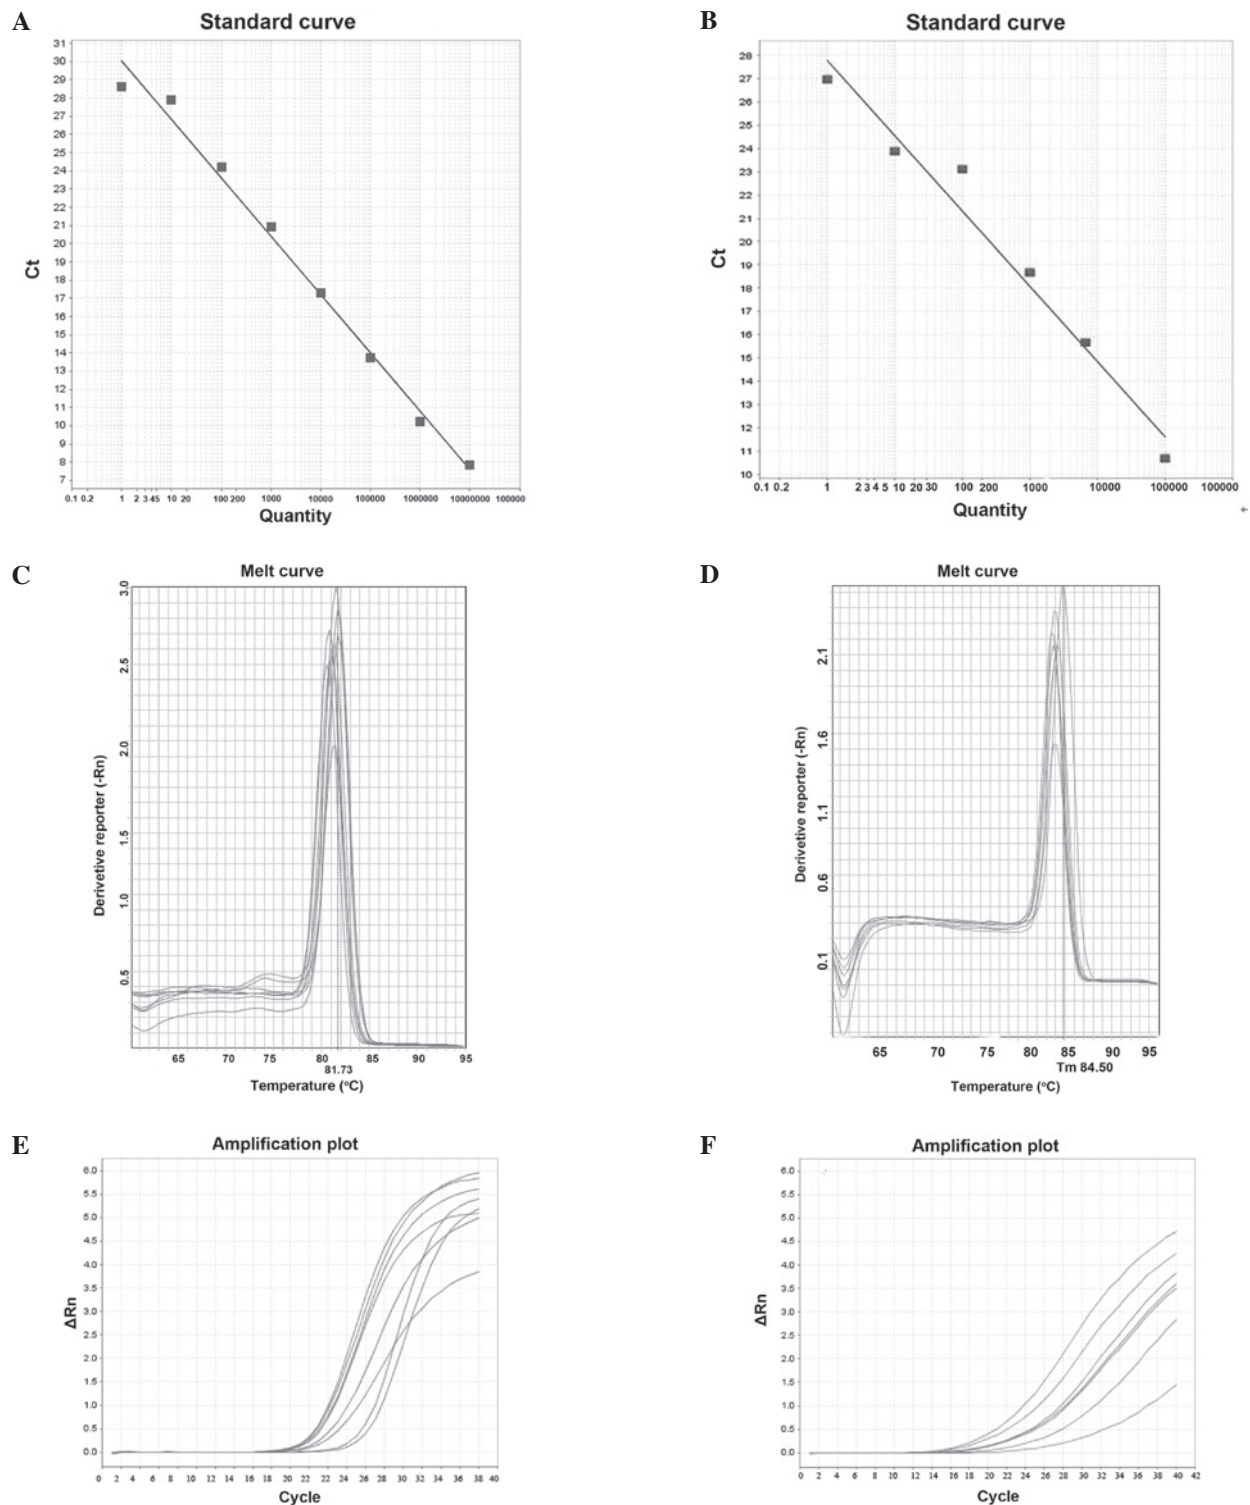 A
Standard curve
31
30
29
28
27
26
25
24
23
22
21
20
19
18
17
16
15
14
13
12
11
10
9
8
7
Ct
0.1 0.2 1 2 3 4 5 10 20 100 200 1000 10000 100000 1000000 10000000 100000
Quantity
B
Standard curve
28
27
26
25
24
23
22
21
20
19
18
17
16
15
14
13
12
11
10
Ct
0.1 0.2 1 2 3 4 5 10 20 30 100 200 1000 10000 100000 100000
Quantity
C
Melt curve
3.0
2.5
2.0
1.5
1.0
0.5
Derivetive reporter (-Rn)
65 70 75 80 85 90 95
81.73
Temperature (°C)
D
Melt curve
2.1
1.6
1.1
0.6
0.1
Derivetive reporter (-Rn)
65 70 75 80 85 90 95
Tm 84.50
Temperature (°C)
E
Amplification plot
6.0
5.5
5.0
4.5
4.0
3.5
3.0
2.5
2.0
1.5
1.0
0.5
0.0
ΔRn
0 2 4 6 8 10 12 14 16 18 20 22 24 26 28 30 32 34 36 38 40
Cycle
F
Amplification plot
6.0
5.5
5.0
4.5
4.0
3.5
3.0
2.5
2.0
1.5
1.0
0.5
0.0
ΔRn
0 2 4 6 8 10 12 14 16 18 20 22 24 26 28 30 32 34 36 38 40 42
Cycle